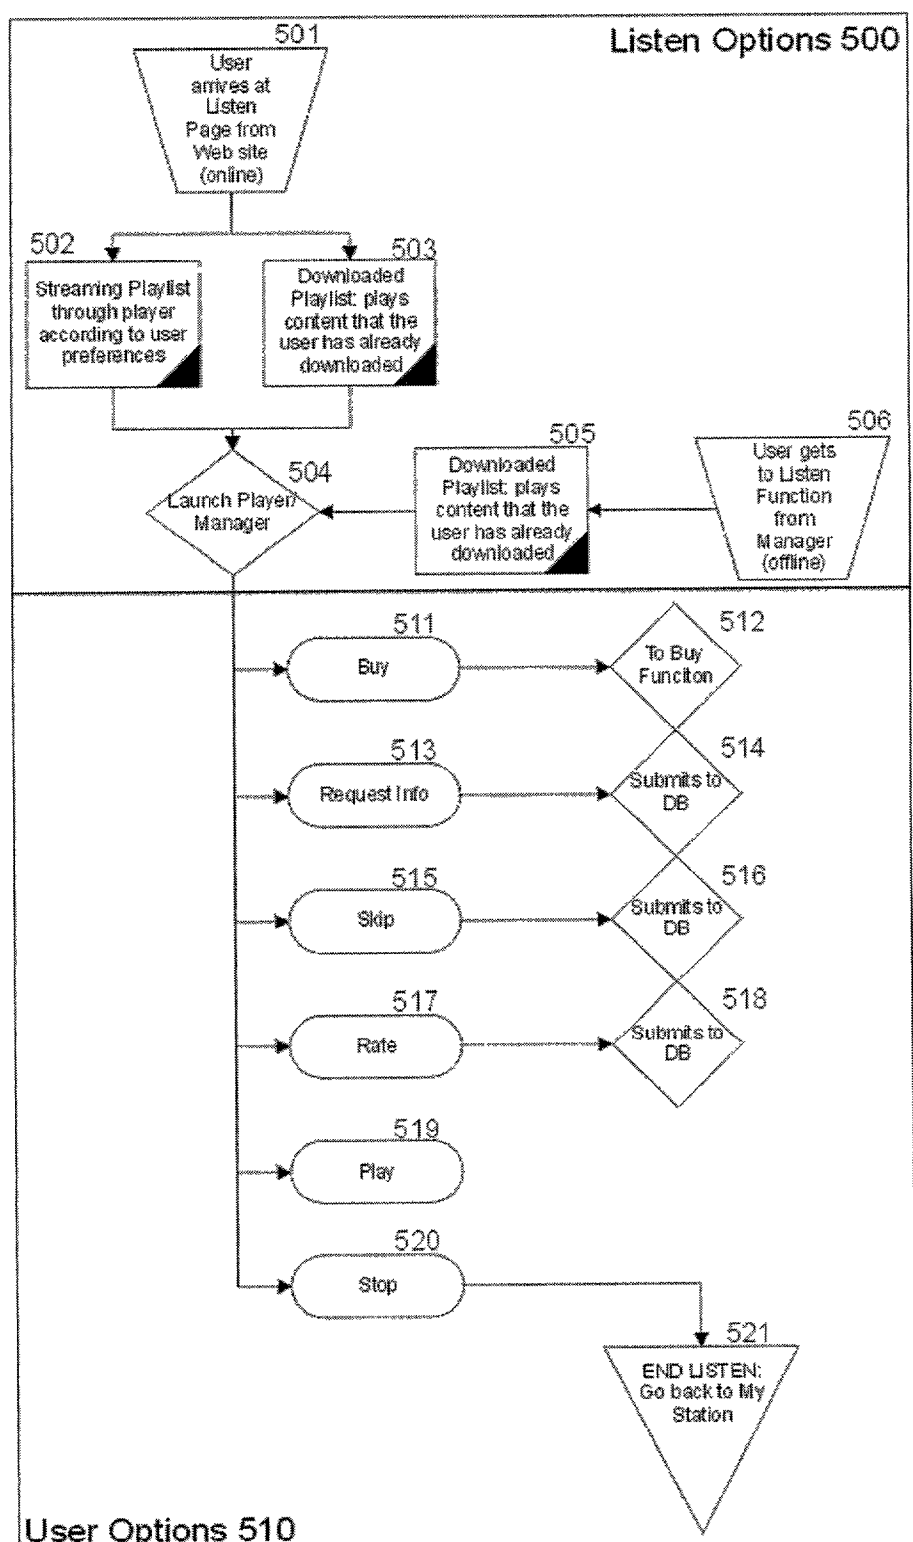 Listen Options 500
501
User
arrives at
Listen
Page from
Web site
(online)
502
Streaming Playlist
through player
according to user
preferences
503
Downloaded
Playlist: plays
content that the
user has already
downloaded
504
Launch Player/
Manager
505
Downloaded
Playlist: plays
content that the
user has already
downloaded
506
User gets
to Listen
Function
from
Manager
(offline)
511
Buy
512
To Buy
Funciton
513
Request Info
514
Submits to
DB
515
Skip
516
Submits to
DB
517
Rate
518
Submits to
DB
519
Play
520
Stop
521
END LISTEN:
Go back to My
Station
User Options 510